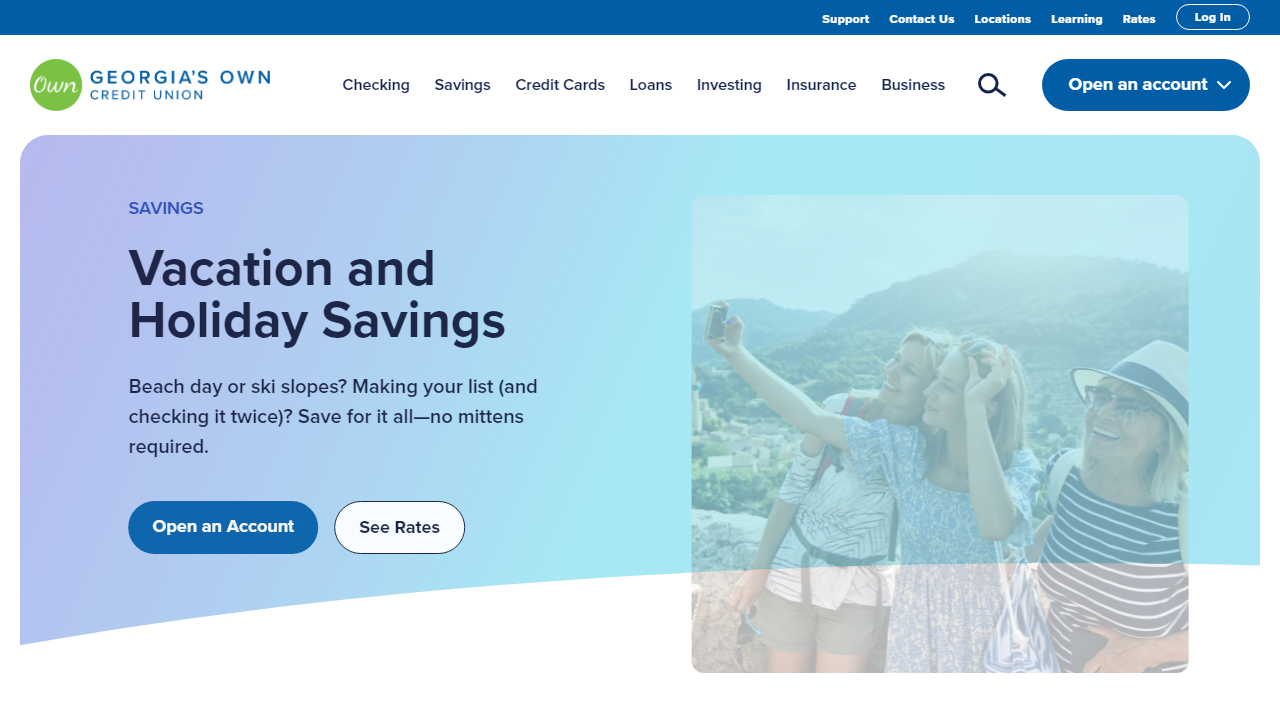 Support Contact Us Locations Learning Rates Log In
Own GEORGIA'S OWN
CREDIT UNION
Checking Savings Credit Cards Loans Investing Insurance Business Open an account
SAVINGS
Vacation and
Holiday Savings
Beach day or ski slopes? Making your list (and
checking it twice)? Save for it all—no mittens
required.
Open an Account See Rates